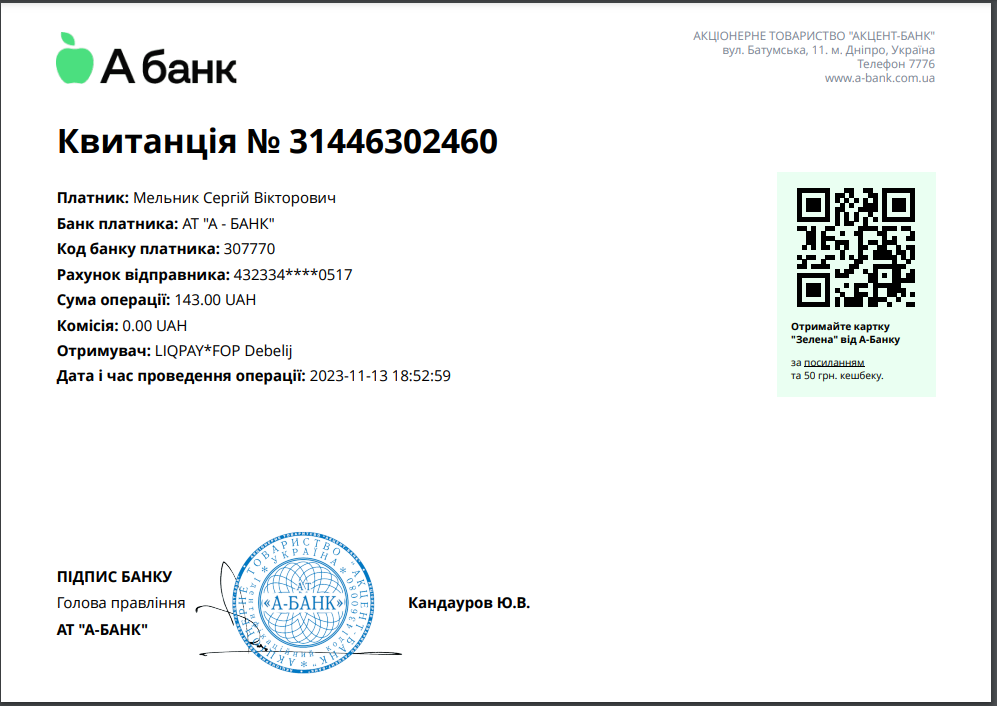 А банк
АКЦІОНЕРНЕ ТОВАРИСТВО "АКЦЕНТ-БАНК"
вул. Батумська, 11. м. Дніпро, Україна
Телефон 7776
www.a-bank.com.ua
Квитанція № 31446302460
Платник: Мельник Сергій Вікторович
Банк платника: АТ "А - БАНК"
Код банку платника: 307770
Рахунок відправника: 432334****0517
Сума операції: 143.00 UAH
Комісія: 0.00 UAH
Отримувач: LIQPAY*FOP Debelij
Дата і час проведення операції: 2023-11-13 18:52:59
Отримайте картку
"Зелена" від А-Банку
за посиланням
та 50 грн. кешбеку.
ПІДПИС БАНКУ
Голова правління
АТ "А-БАНК"
АКЦІОНЕРНЕ ТОВАРИСТВО "АКЦЕНТ-БАНК"
УКРАЇНА
Ідентифікаційний код 14360080
АТ
«А-БАНК»
Кандауров Ю.В.